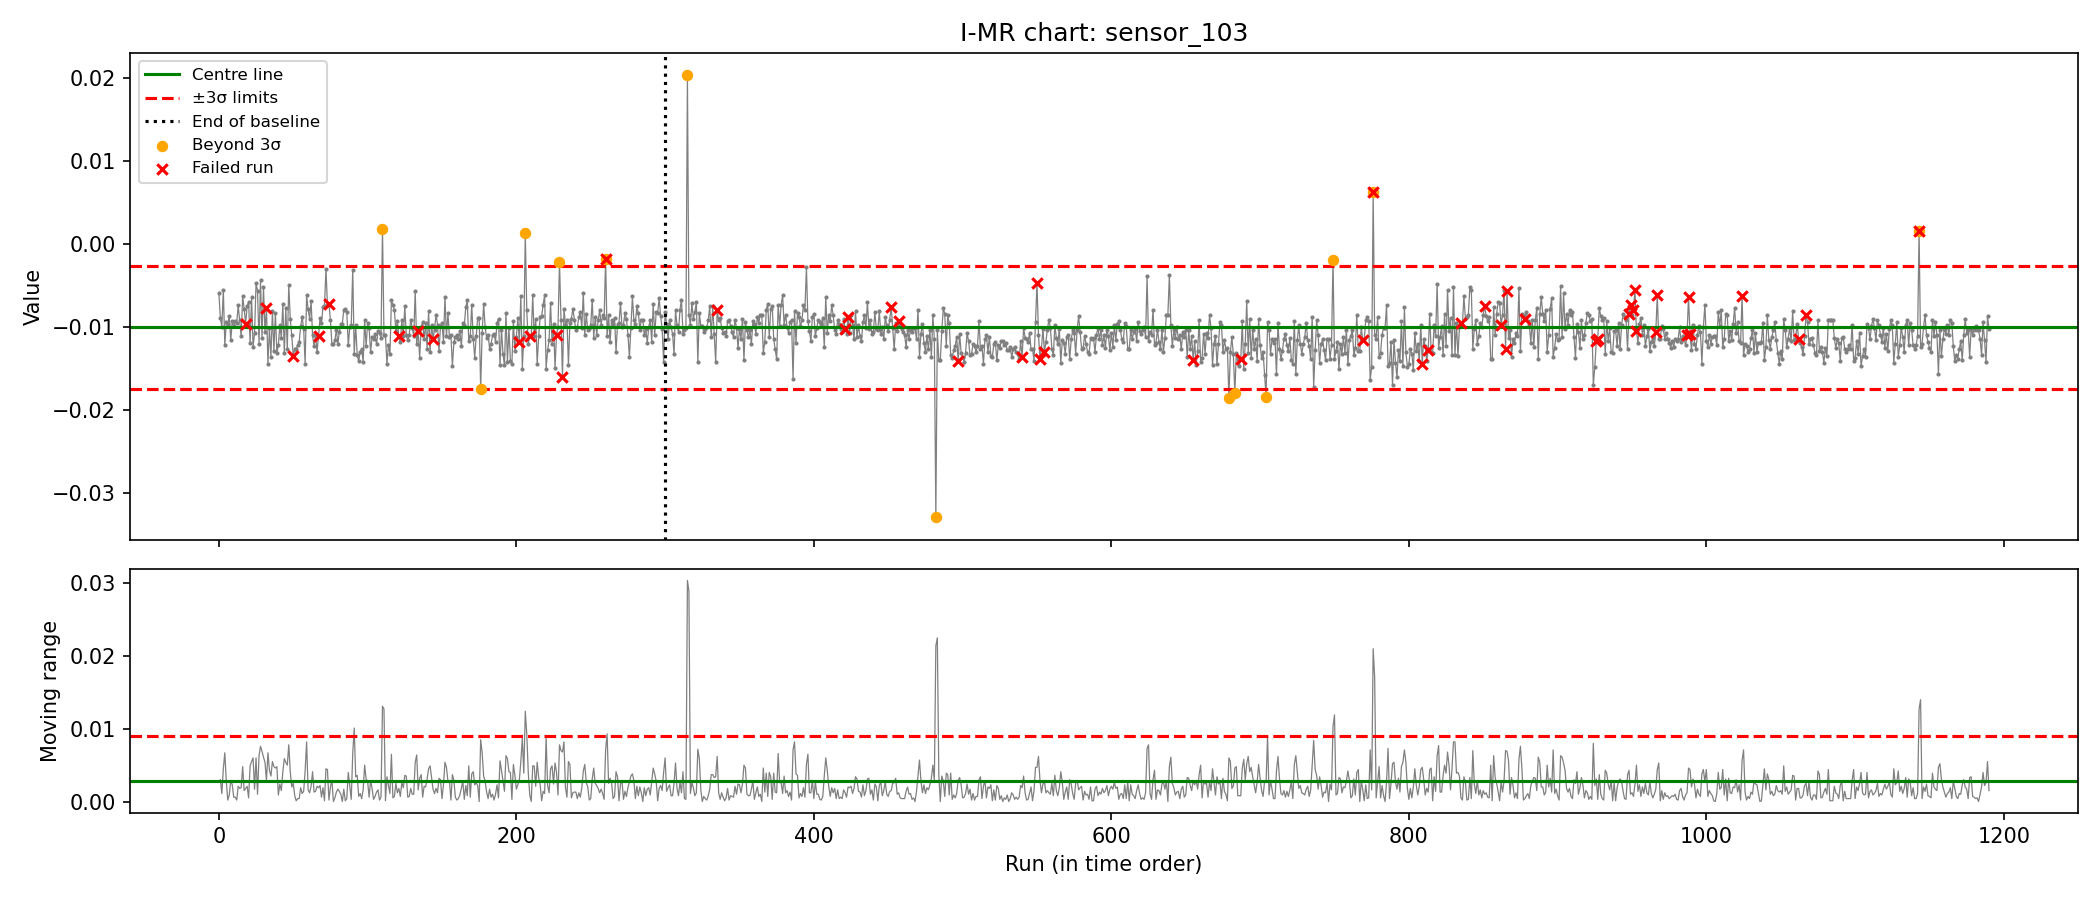 I-MR chart: sensor_103
Centre line
±3σ limits
End of baseline
Beyond 3σ
Failed run
Value
0.02
0.01
0.00
−0.01
−0.02
−0.03
Moving range
0.03
0.02
0.01
0.00
0 200 400 600 800 1000 1200
Run (in time order)